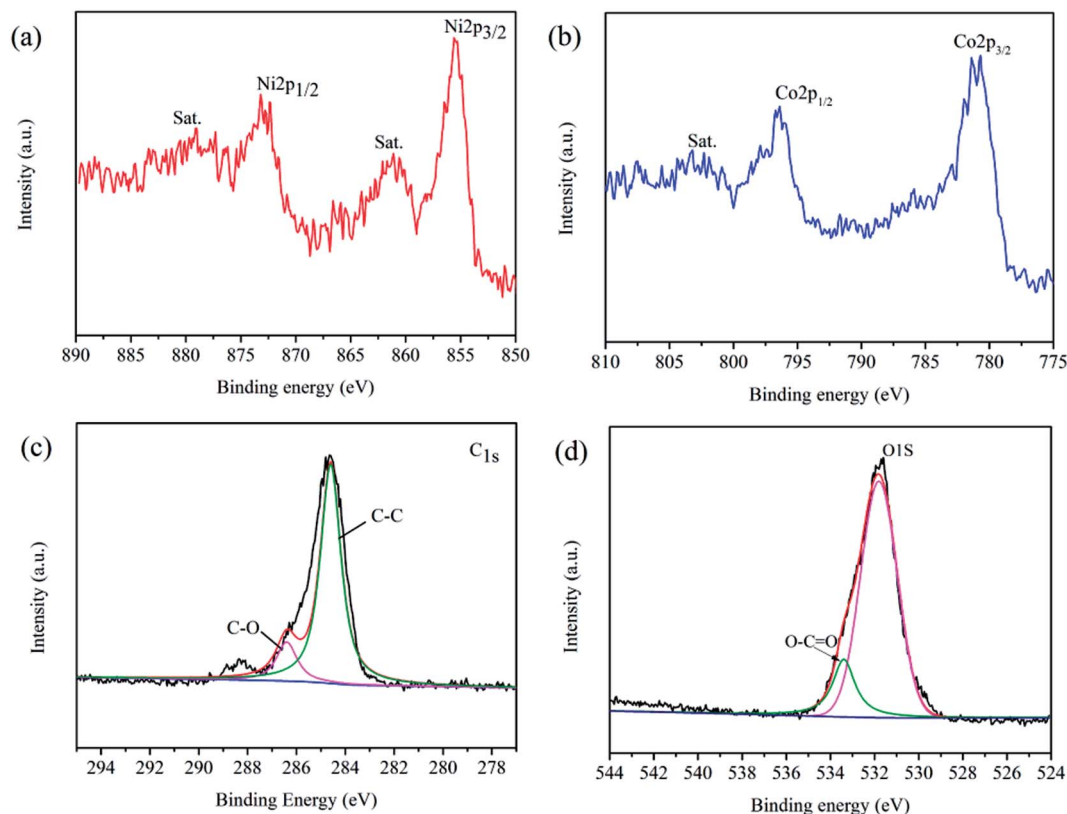 (a)
Ni2p3/2
Ni2p1/2
Sat.
Sat.
Intensity (a.u.)
890 885 880 875 870 865 860 855 850
Binding energy (eV)
(b)
Co2p3/2
Co2p1/2
Sat.
Intensity (a.u.)
810 805 800 795 790 785 780 775
Binding energy (eV)
(c)
C1s
C-C
C-O
Intensity (a.u.)
294 292 290 288 286 284 282 280 278
Binding Energy (eV)
(d)
O1S
O-C=O
Intensity (a.u.)
544 542 540 538 536 534 532 530 528 526 524
Binding energy (eV)